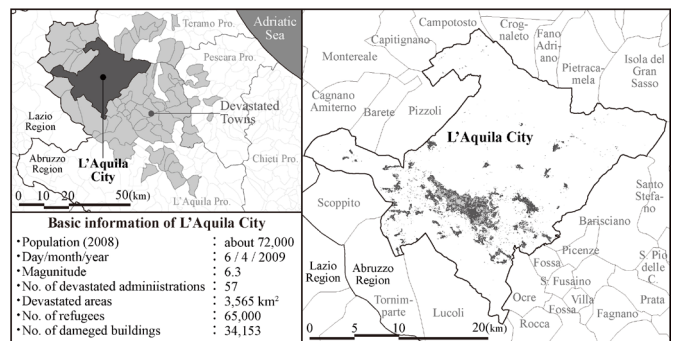 Teramo Pro.
Adriatic
Sea
Pescara Pro.
Devastated
Towns
Lazio
Region
Abruzzo
Region
L'Aquila
City
Chieti Pro.
L'Aquila Pro.
0 10 20 50(km)
Basic information of L'Aquila City
・Population (2008) : about 72,000
・Day/month/year : 6 / 4 / 2009
・Magunitude : 6.3
・No. of devastated adminiistrations : 57
・Devastated areas : 3,565 km²
・No. of refugees : 65,000
・No. of dameged buildings : 34,153
Campotosto
Crog-
naleto
Fano
Adri-
ano
Capitignano
Montereale
Pietraca-
mela
Isola del
Gran
Sasso
Cagnano
Amiterno
Barete
Pizzoli
L'Aquila City
Scoppito
Santo
Stefa-
no
Barisciano
Picenze
Lazio
Region
Abruzzo
Region
Fossa
S. Pio
delle
C.
S. Fusaino
Tornim-
parte
Lucoli
Ocre
Villa
Fossa
Prata
Fagnano
Rocca
0 5 10 20(km)